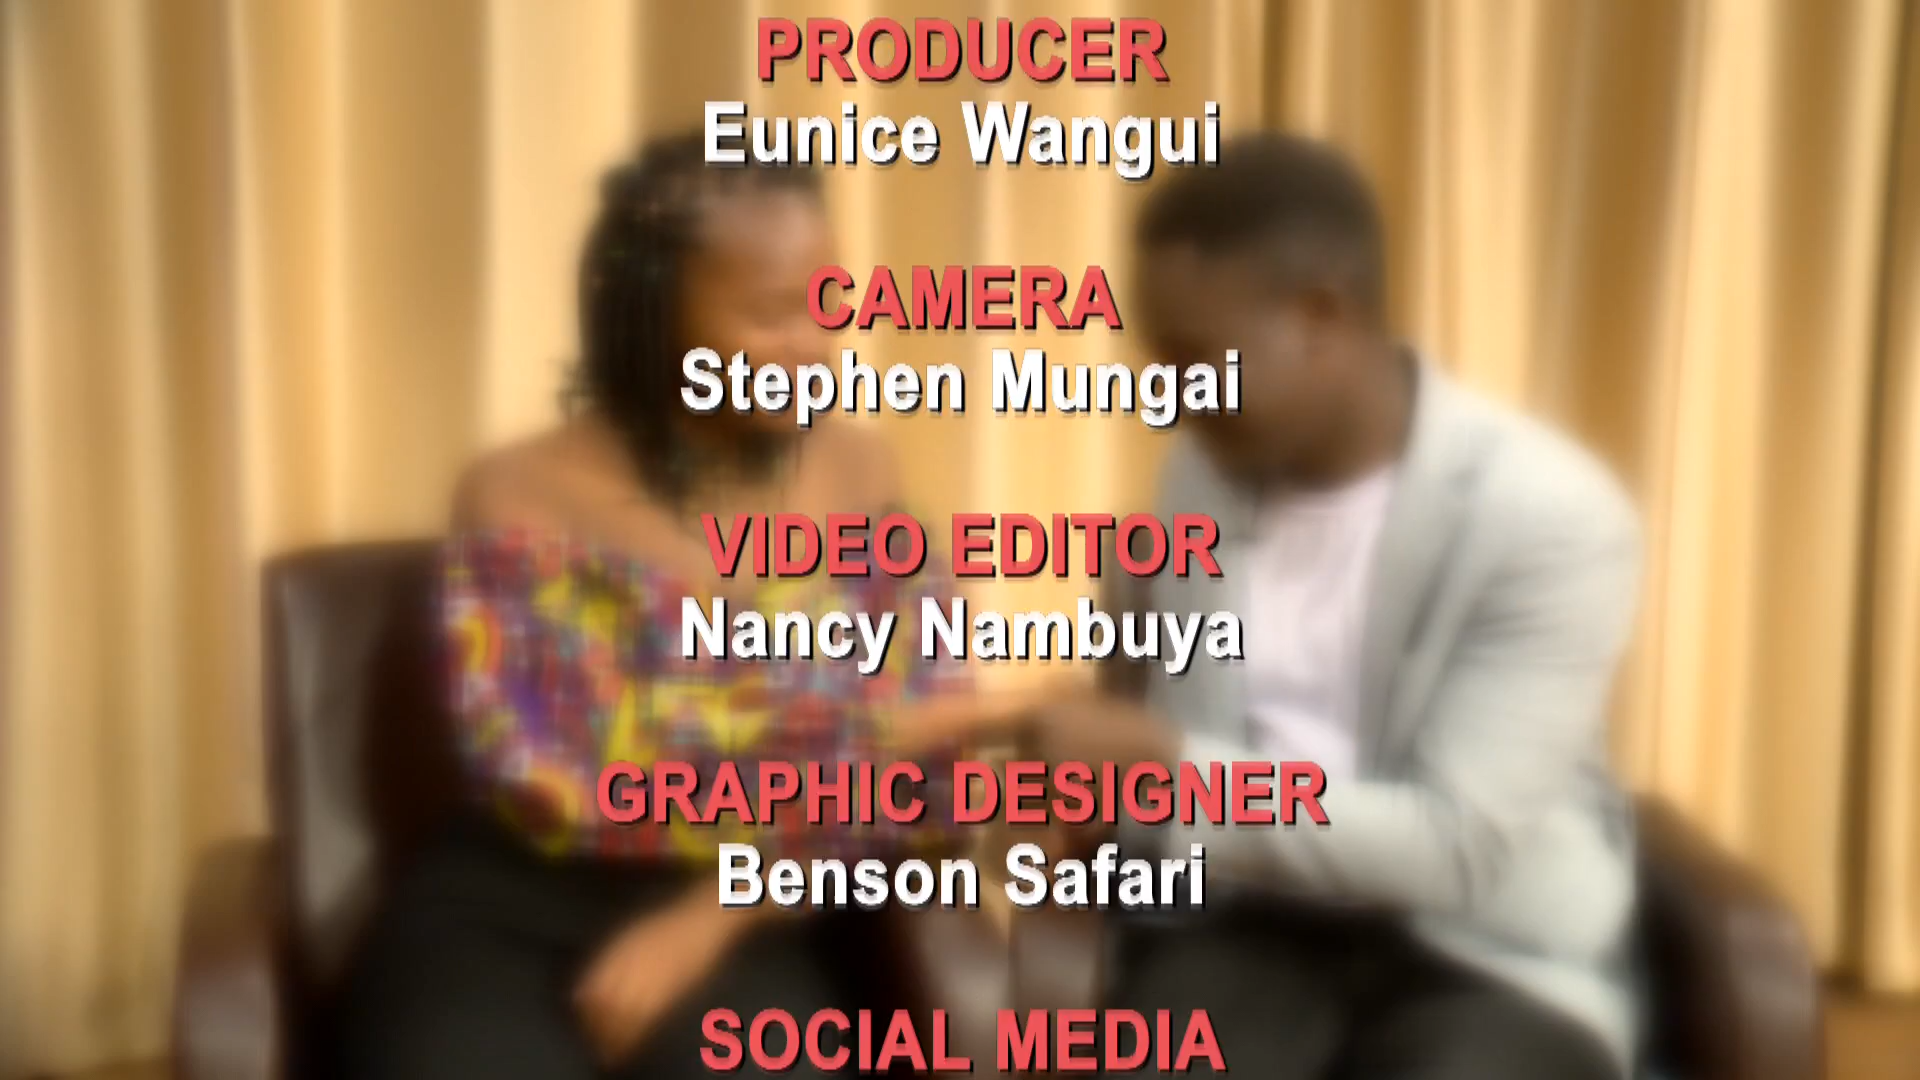 PRODUCER
Eunice Wangui
CAMERA
Stephen Mungai
VIDEO EDITOR
Nancy Nambuya
GRAPHIC DESIGNER
Benson Safari
SOCIAL MEDIA